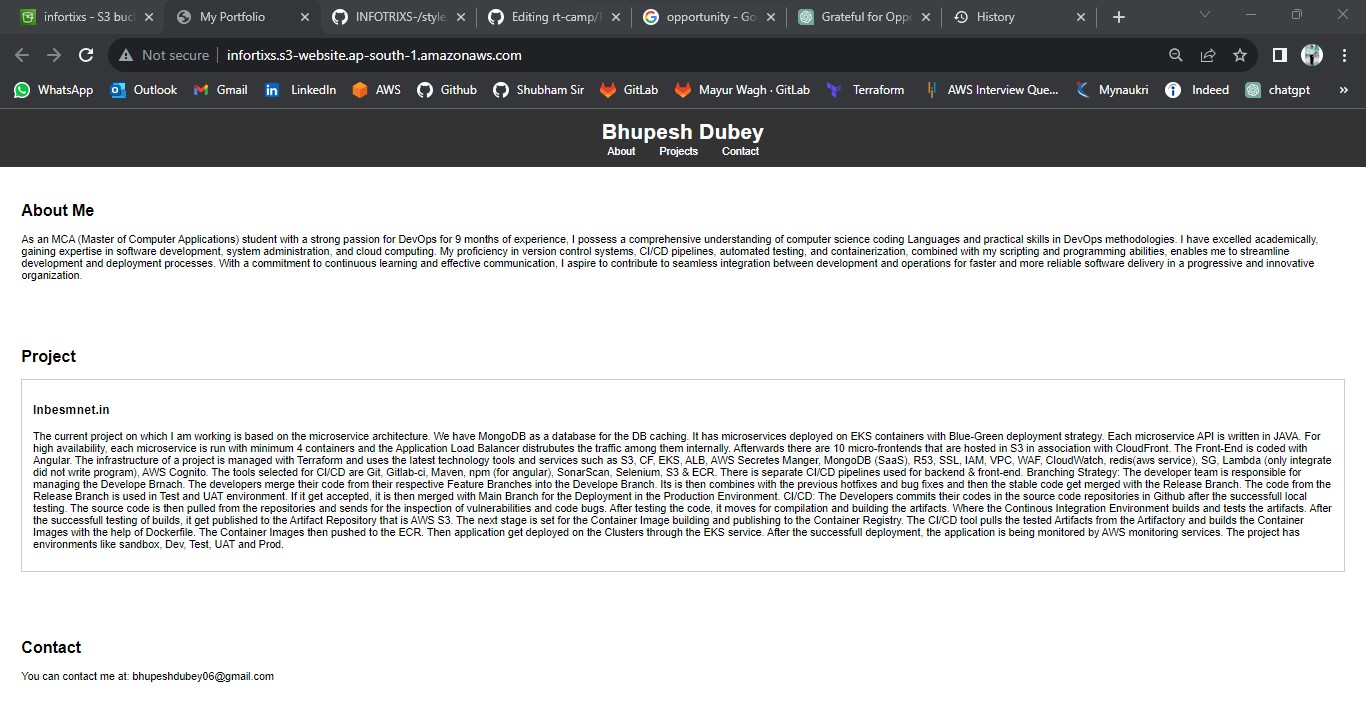 infortixs - S3 buc
My Portfolio
INFOTRIXS-/style
Editing rt-camp/
opportunity - Go
Grateful for Oppo
History
Not secure
infortixs.s3-website.ap-south-1.amazonaws.com
WhatsApp
Outlook
Gmail
LinkedIn
AWS
Github
Shubham Sir
GitLab
Mayur Wagh · GitLab
Terraform
AWS Interview Que...
Mynaukri
Indeed
chatgpt
»
Bhupesh Dubey
About Projects Contact
About Me
As an MCA (Master of Computer Applications) student with a strong passion for DevOps for 9 months of experience, I possess a comprehensive understanding of computer science coding Languages and practical skills in DevOps methodologies. I have excelled academically,
gaining expertise in software development, system administration, and cloud computing. My proficiency in version control systems, CI/CD pipelines, automated testing, and containerization, combined with my scripting and programming abilities, enables me to streamline
development and deployment processes. With a commitment to continuous learning and effective communication, I aspire to contribute to seamless integration between development and operations for faster and more reliable software delivery in a progressive and innovative
organization.
Project
Inbesmnet.in
The current project on which I am working is based on the microservice architecture. We have MongoDB as a database for the DB caching. It has microservices deployed on EKS containers with Blue-Green deployment strategy. Each microservice API is written in JAVA. For
high availability, each microservice is run with minimum 4 containers and the Application Load Balancer distrubutes the traffic among them internally. Afterwards there are 10 micro-frontends that are hosted in S3 in association with CloudFront. The Front-End is coded with
Angular. The infrastructure of a project is managed with Terraform and uses the latest technology tools and services such as S3, CF, EKS, ALB, AWS Secretes Manger, MongoDB (SaaS), R53, SSL, IAM, VPC, WAF, CloudWatch, redis(aws service), SG, Lambda (only integrate
did not write program), AWS Cognito. The tools selected for CI/CD are Git, Gitlab-ci, Maven, npm (for angular), SonarScan, Selenium, S3 & ECR. There is separate CI/CD pipelines used for backend & front-end. Branching Strategy: The developer team is responsible for
managing the Develope Brnach. The developers merge their code from their respective Feature Branches into the Develope Branch. Its is then combines with the previous hotfixes and bug fixes and then the stable code get merged with the Release Branch. The code from the
Release Branch is used in Test and UAT environment. If it get accepted, it is then merged with Main Branch for the Deployment in the Production Environment. CI/CD: The Developers commits their codes in the source code repositories in Github after the successfull local
testing. The source code is then pulled from the repositories and sends for the inspection of vulnerabilities and code bugs. After testing the code, it moves for compilation and building the artifacts. Where the Continous Integration Environment builds and tests the artifacts. After
the successfull testing of builds, it get published to the Artifact Repository that is AWS S3. The next stage is set for the Container Image building and publishing to the Container Registry. The CI/CD tool pulls the tested Artifacts from the Artifactory and builds the Container
Images with the help of Dockerfile. The Container Images then pushed to the ECR. Then application get deployed on the Clusters through the EKS service. After the successfull deployment, the application is being monitored by AWS monitoring services. The project has
environments like sandbox, Dev, Test, UAT and Prod.
Contact
You can contact me at: bhupeshdubey06@gmail.com